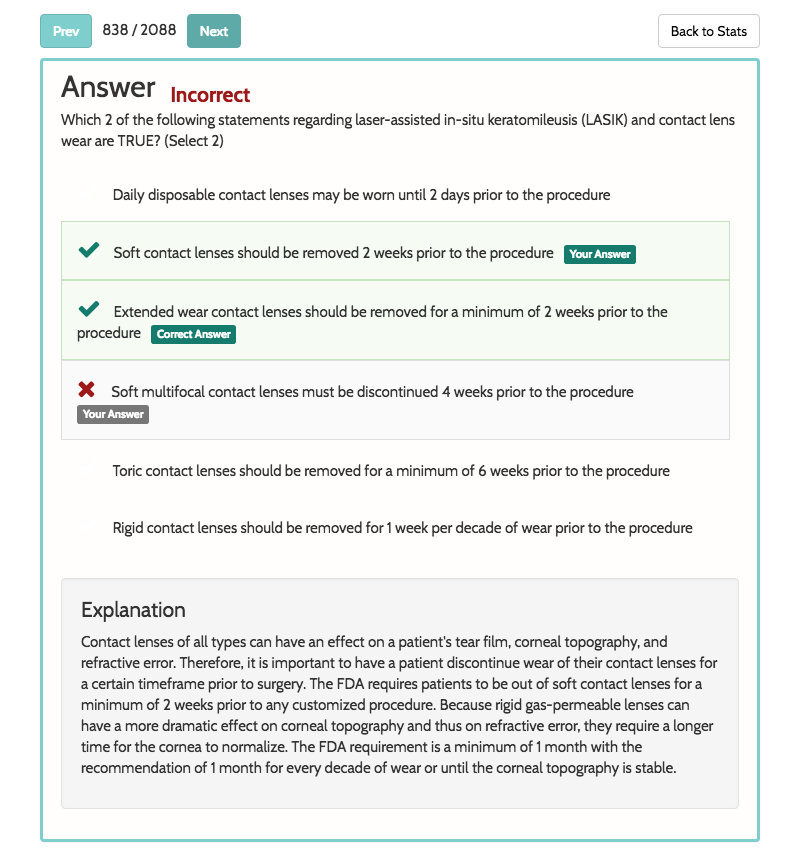 Prev 838 / 2088 Next Back to Stats
Answer Incorrect
Which 2 of the following statements regarding laser-assisted in-situ keratomileusis (LASIK) and contact lens
wear are TRUE? (Select 2)
Daily disposable contact lenses may be worn until 2 days prior to the procedure
Soft contact lenses should be removed 2 weeks prior to the procedure Your Answer
Extended wear contact lenses should be removed for a minimum of 2 weeks prior to the
procedure Correct Answer
Soft multifocal contact lenses must be discontinued 4 weeks prior to the procedure
Your Answer
Toric contact lenses should be removed for a minimum of 6 weeks prior to the procedure
Rigid contact lenses should be removed for 1 week per decade of wear prior to the procedure
Explanation
Contact lenses of all types can have an effect on a patient's tear film, corneal topography, and
refractive error. Therefore, it is important to have a patient discontinue wear of their contact lenses for
a certain timeframe prior to surgery. The FDA requires patients to be out of soft contact lenses for a
minimum of 2 weeks prior to any customized procedure. Because rigid gas-permeable lenses can
have a more dramatic effect on corneal topography and thus on refractive error, they require a longer
time for the cornea to normalize. The FDA requirement is a minimum of 1 month with the
recommendation of 1 month for every decade of wear or until the corneal topography is stable.